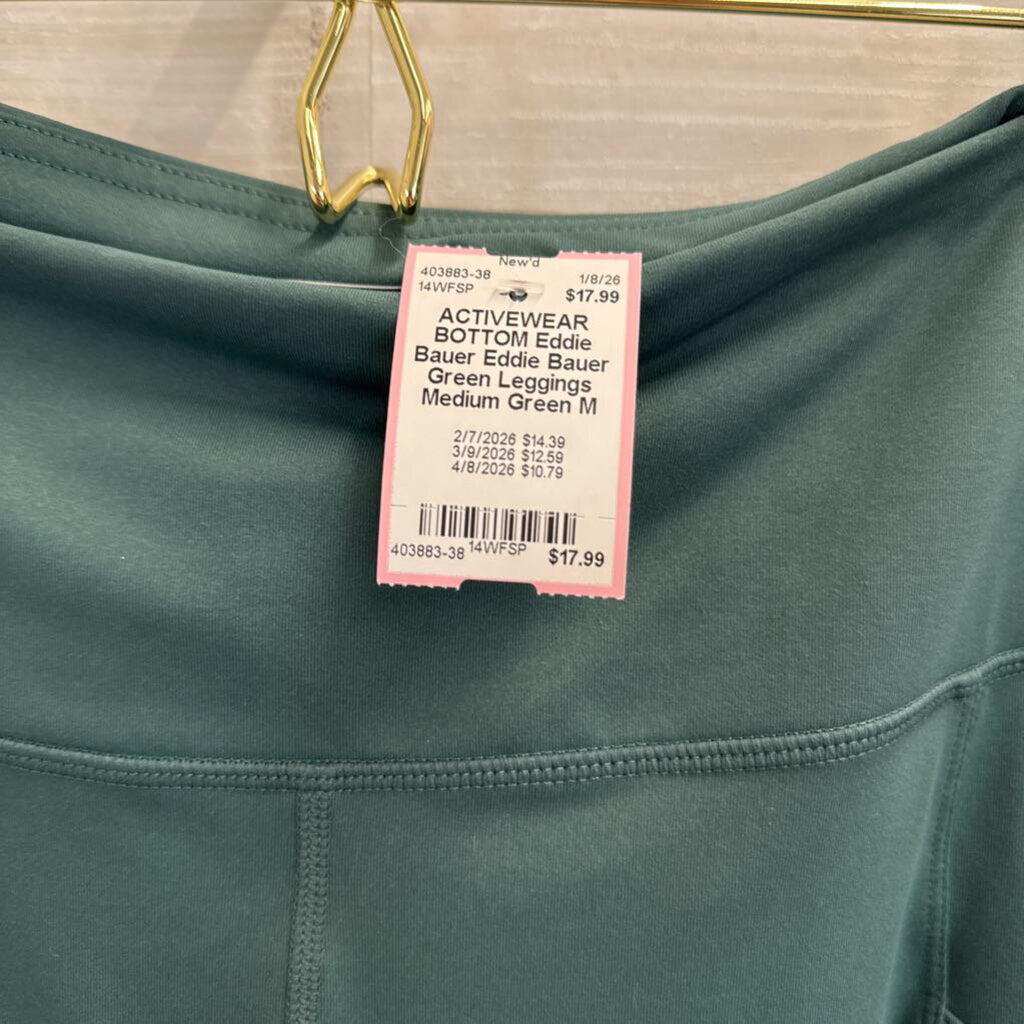 New'd
403883-38 1/8/26
14WFSP $17.99
ACTIVEWEAR
BOTTOM Eddie
Bauer Eddie Bauer
Green Leggings
Medium Green M
2/7/2026 $14.39
3/9/2026 $12.59
4/8/2026 $10.79
403883-38 14WFSP $17.99